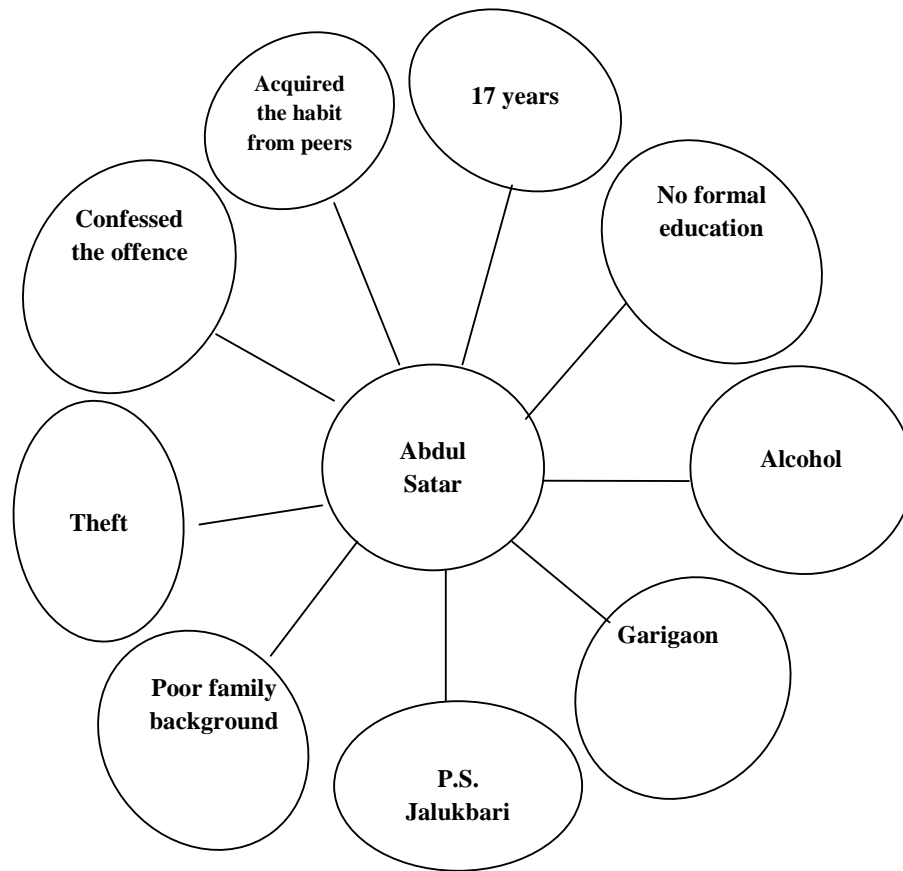 Acquired
the habit
from peers
17 years
No formal
education
Confessed
the offence
Abdul
Satar
Alcohol
Theft
Garigaon
Poor family
background
P.S.
Jalukbari